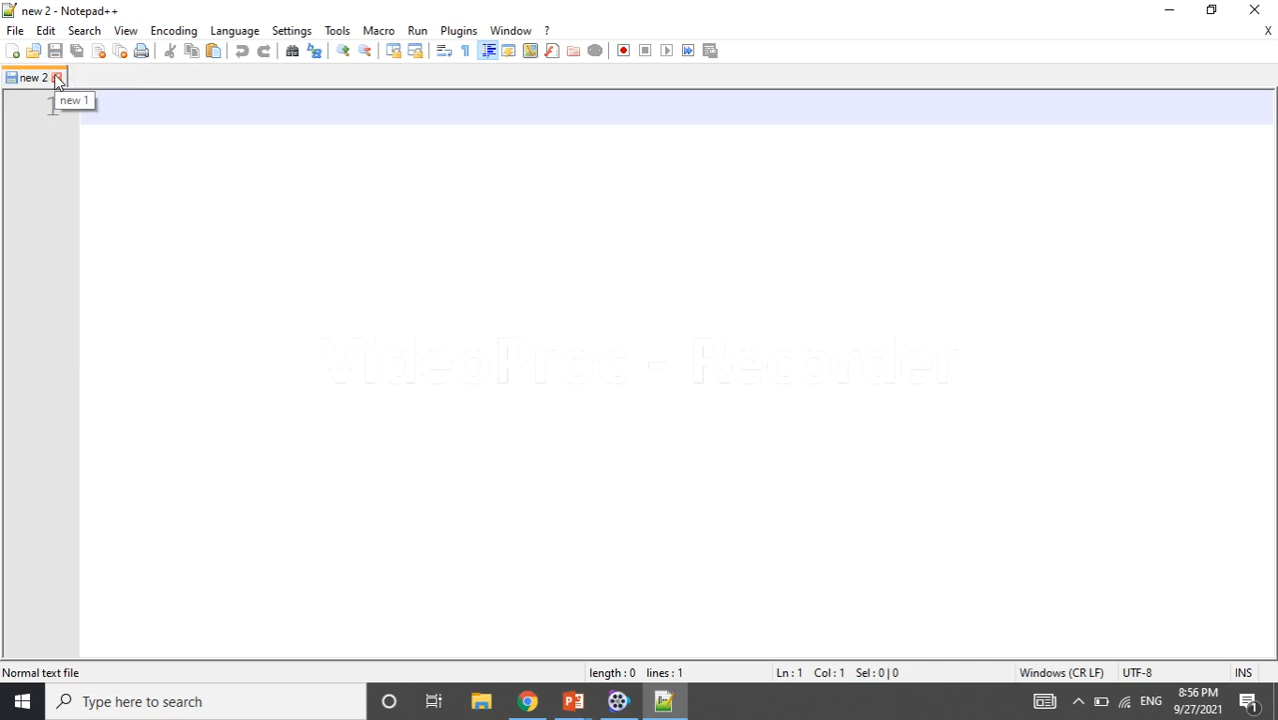 new 2 - Notepad++
File Edit Search View Encoding Language Settings Tools Macro Run Plugins Window ? X
new 2
new 1
1
VideoProc - Recorder
Normal text file length : 0 lines : 1 Ln : 1 Col : 1 Sel : 0 | 0 Windows (CR LF) UTF-8 INS
Type here to search ENG 8:56 PM
9/27/2021 1